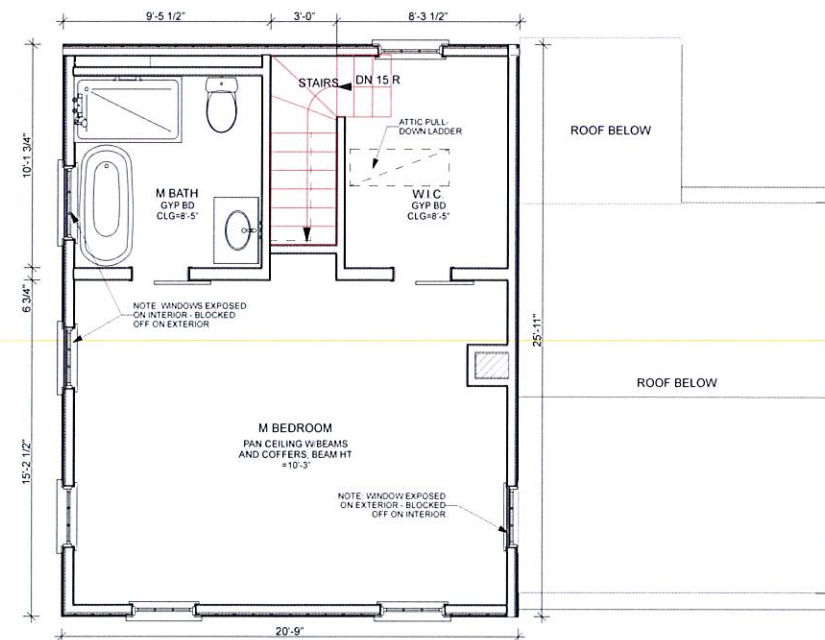 9'-5 1/2"
3'-0"
8'-3 1/2"
STAIRS
DN 15 R
ATTIC PULL-
DOWN LADDER
ROOF BELOW
10'-1 3/4"
M BATH
GYP BD
CLG=8'-5"
W.I.C.
GYP BD
CLG=8'-5"
6 3/4"
NOTE: WINDOWS EXPOSED
ON INTERIOR - BLOCKED
OFF ON EXTERIOR
25'-11"
ROOF BELOW
M BEDROOM
PAN CEILING W/BEAMS
AND COFFERS, BEAM HT
=10'-3"
15'-2 1/2"
NOTE: WINDOW EXPOSED
ON EXTERIOR - BLOCKED
OFF ON INTERIOR
20'-9"